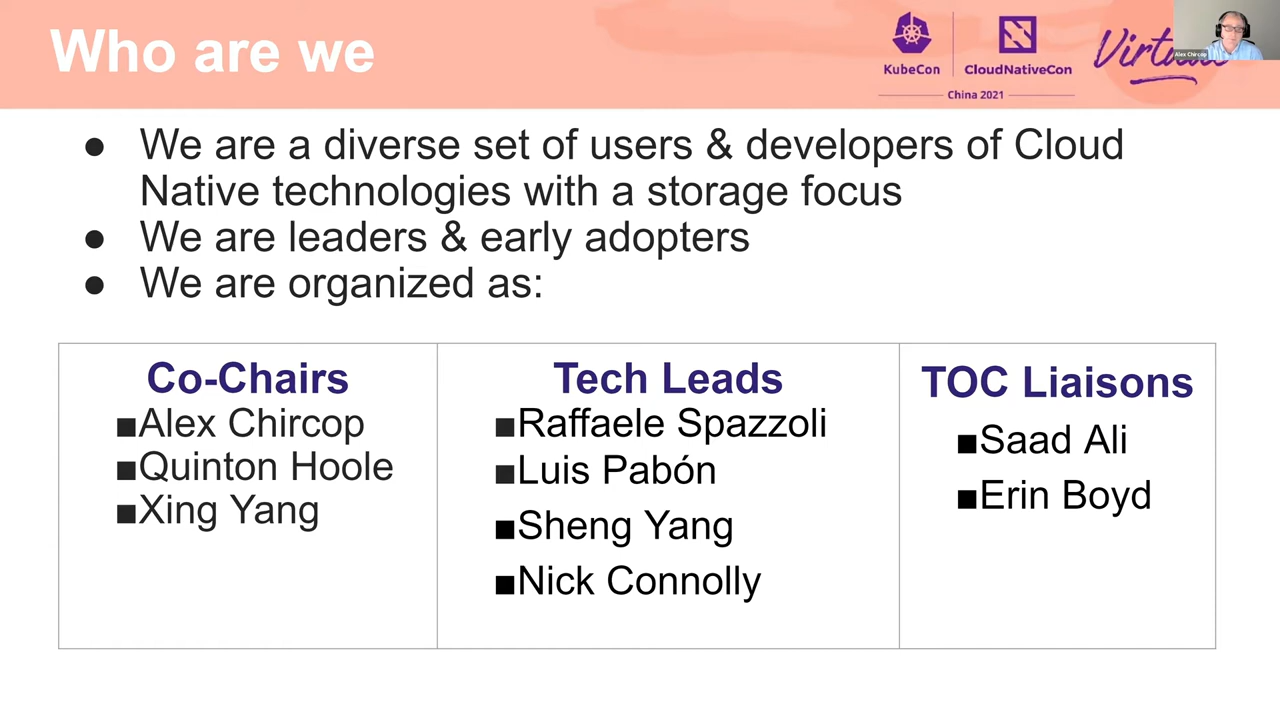 Who are we
KubeCon
CloudNativeCon
China 2021
Alex Chircop
● We are a diverse set of users & developers of Cloud
Native technologies with a storage focus
● We are leaders & early adopters
● We are organized as:
Co-Chairs
■Alex Chircop
■Quinton Hoole
■Xing Yang
Tech Leads
■Raffaele Spazzoli
■Luis Pabón
■Sheng Yang
■Nick Connolly
TOC Liaisons
■Saad Ali
■Erin Boyd